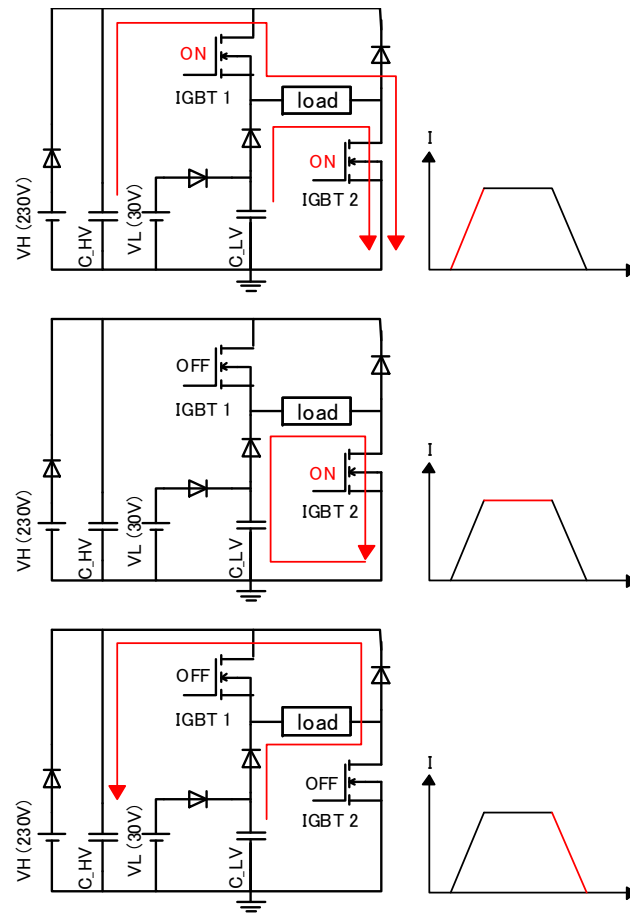 ON
IGBT 1
load
ON
IGBT 2
VH (230V)
C_HV
VL (30V)
C_LV
I
OFF
IGBT 1
load
ON
IGBT 2
VH (230V)
C_HV
VL (30V)
C_LV
I
OFF
IGBT 1
load
OFF
IGBT 2
VH (230V)
C_HV
VL (30V)
C_LV
I